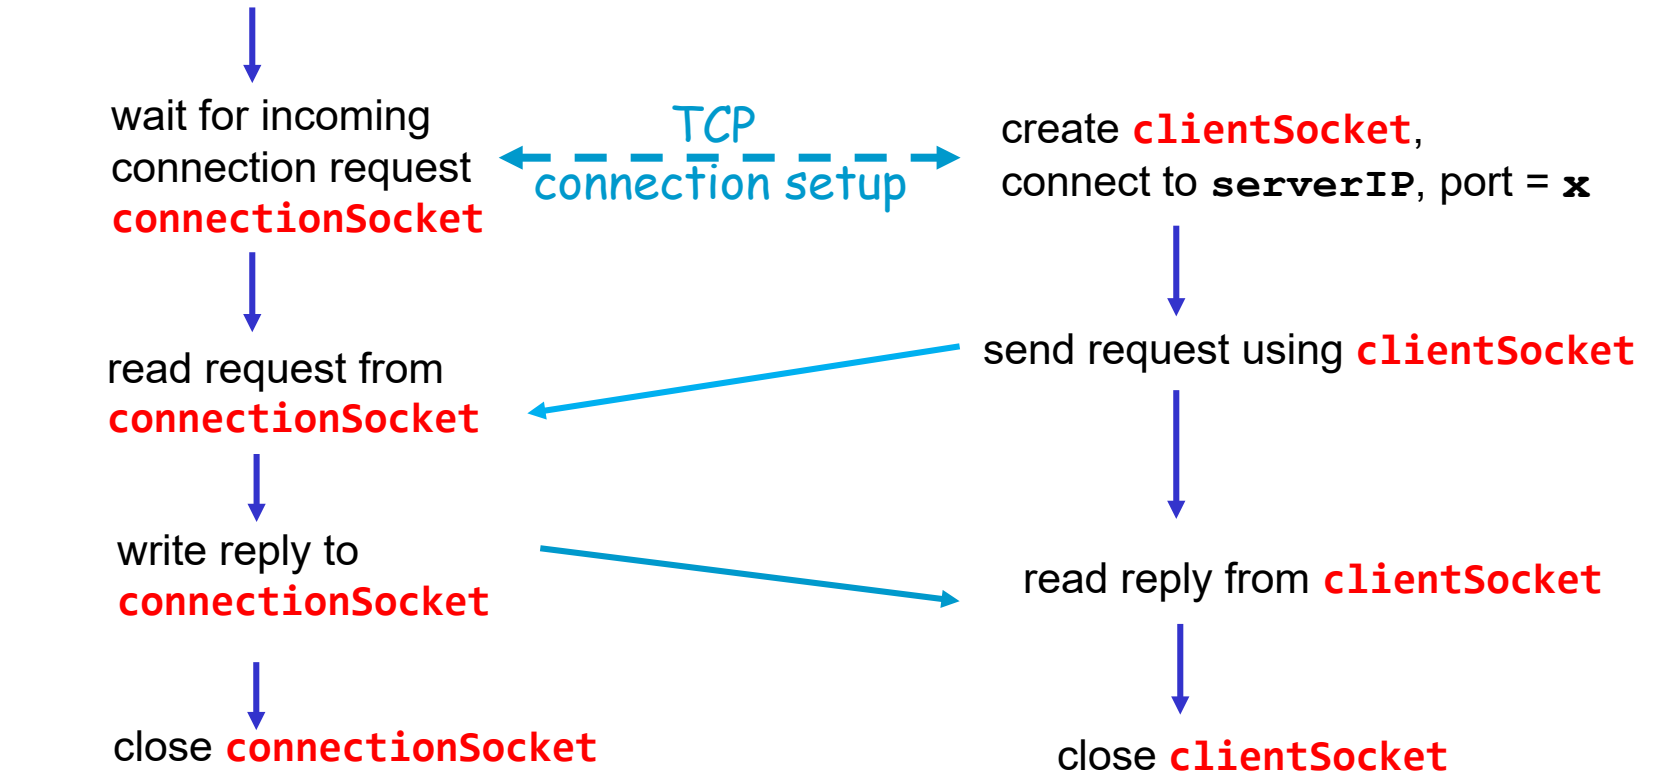 wait for incoming
connection request
connectionSocket
TCP
connection setup
create clientSocket,
connect to serverIP, port = x
read request from
connectionSocket
send request using clientSocket
write reply to
connectionSocket
read reply from clientSocket
close connectionSocket
close clientSocket